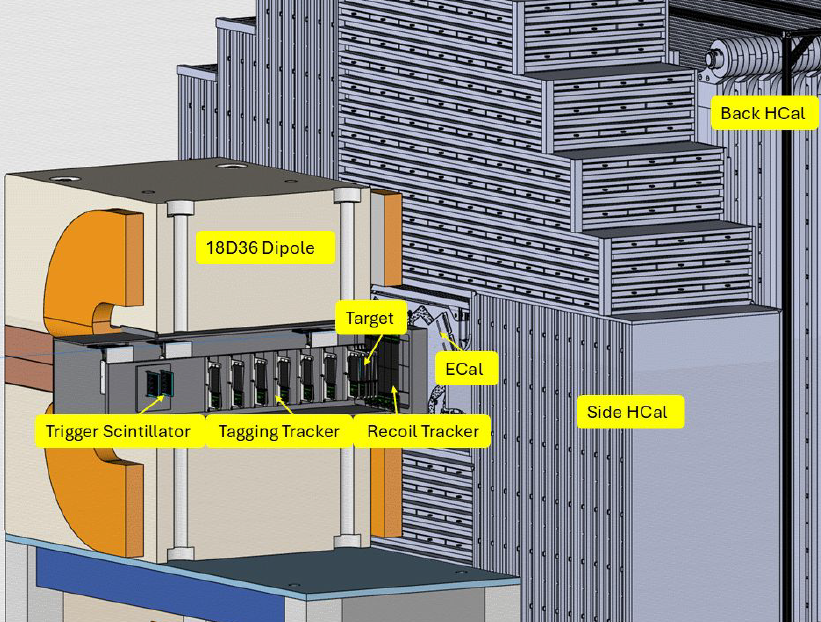 Back HCal
18D36 Dipole
Target
ECal
Side HCal
Trigger Scintillator
Tagging Tracker
Recoil Tracker